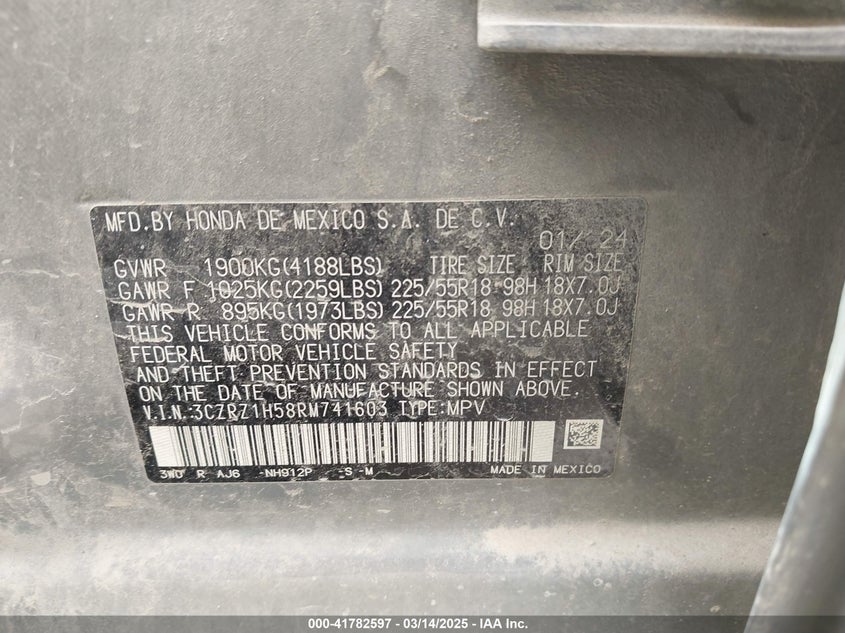 MFD.BY HONDA DE MEXICO S.A. DE C.V.
01/ 24
GVWR 1900KG(4188LBS) TIRE SIZE RIM SIZE
GAWR F 1025KG(2259LBS) 225/55R18 98H 18X7.0J
GAWR R 895KG(1973LBS) 225/55R18 98H 18X7.0J
THIS VEHICLE CONFORMS TO ALL APPLICABLE
FEDERAL MOTOR VEHICLE SAFETY
AND THEFT PREVENTION STANDARDS IN EFFECT
ON THE DATE OF MANUFACTURE SHOWN ABOVE.
V.I.N.3CZRZ1H58RM741603 TYPE:MPV
3W0 R AJ6 -NH912P -S -M MADE IN MEXICO
000-41782597 - 03/14/2025 - IAA Inc.